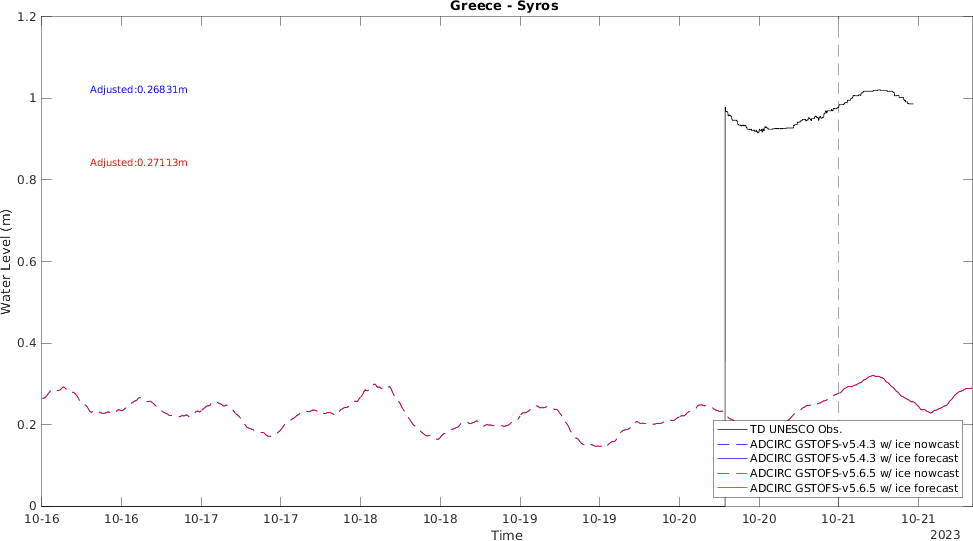 Greece - Syros
1.2
1
0.8
0.6
0.4
0.2
0
Water Level (m)
Adjusted:0.26831m
Adjusted:0.27113m
TD UNESCO Obs.
ADCIRC GSTOFS-v5.4.3 w/ ice nowcast
ADCIRC GSTOFS-v5.4.3 w/ ice forecast
ADCIRC GSTOFS-v5.6.5 w/ ice nowcast
ADCIRC GSTOFS-v5.6.5 w/ ice forecast
10-16 10-16 10-17 10-17 10-18 10-18 10-19 10-19 10-20 10-20 10-21 10-21
Time
2023